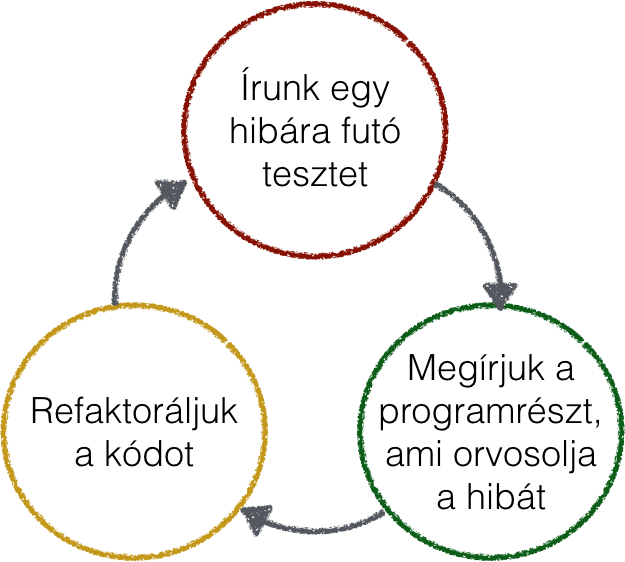 Írunk egy
hibára futó
tesztet
Megírjuk a
programrészt,
ami orvosolja
a hibát
Refaktoráljuk
a kódot